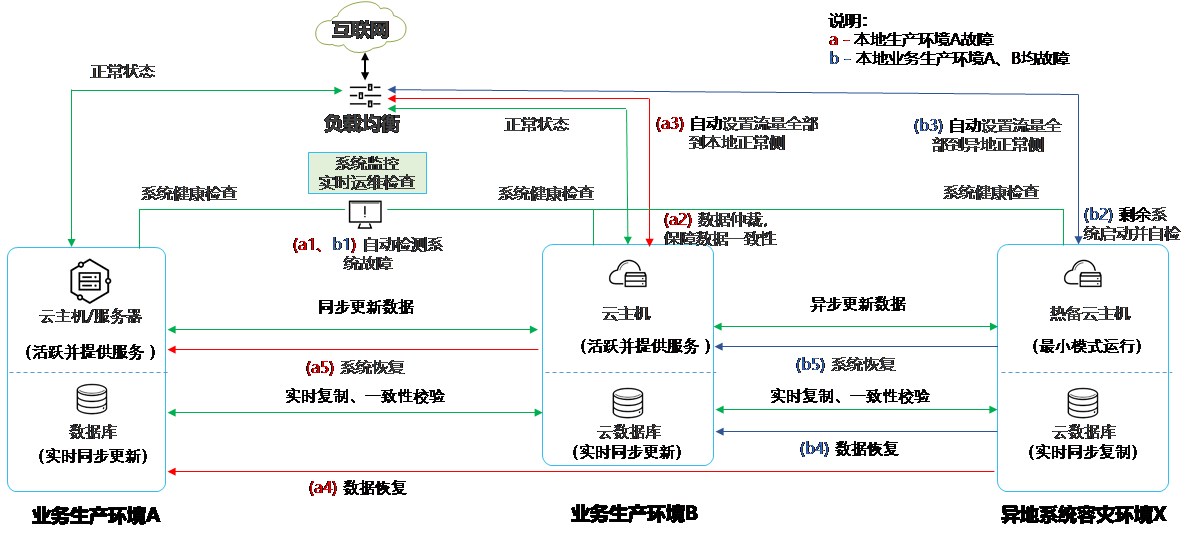 互联网
说明：
a – 本地生产环境A故障
b – 本地业务生产环境A、B均故障
正常状态
负载均衡
正常状态
(a3) 自动设置流量全部
到本地正常侧
(b3) 自动设置流量全
部到异地正常侧
系统监控
实时运维检查
系统健康检查
系统健康检查
系统健康检查
(a1、b1) 自动检测系
统故障
(a2) 数据仲裁，
保障数据一致性
(b2) 剩余系
统启动并自检
云主机/服务器
(活跃并提供服务 )
同步更新数据
云主机
(活跃并提供服务 )
异步更新数据
热备云主机
(最小模式运行)
(a5) 系统恢复
(b5) 系统恢复
实时复制、一致性校验
实时复制、一致性校验
数据库
(实时同步更新)
云数据库
(实时同步更新)
云数据库
(实时同步复制)
(b4) 数据恢复
(a4) 数据恢复
业务生产环境A
业务生产环境B
异地系统容灾环境X